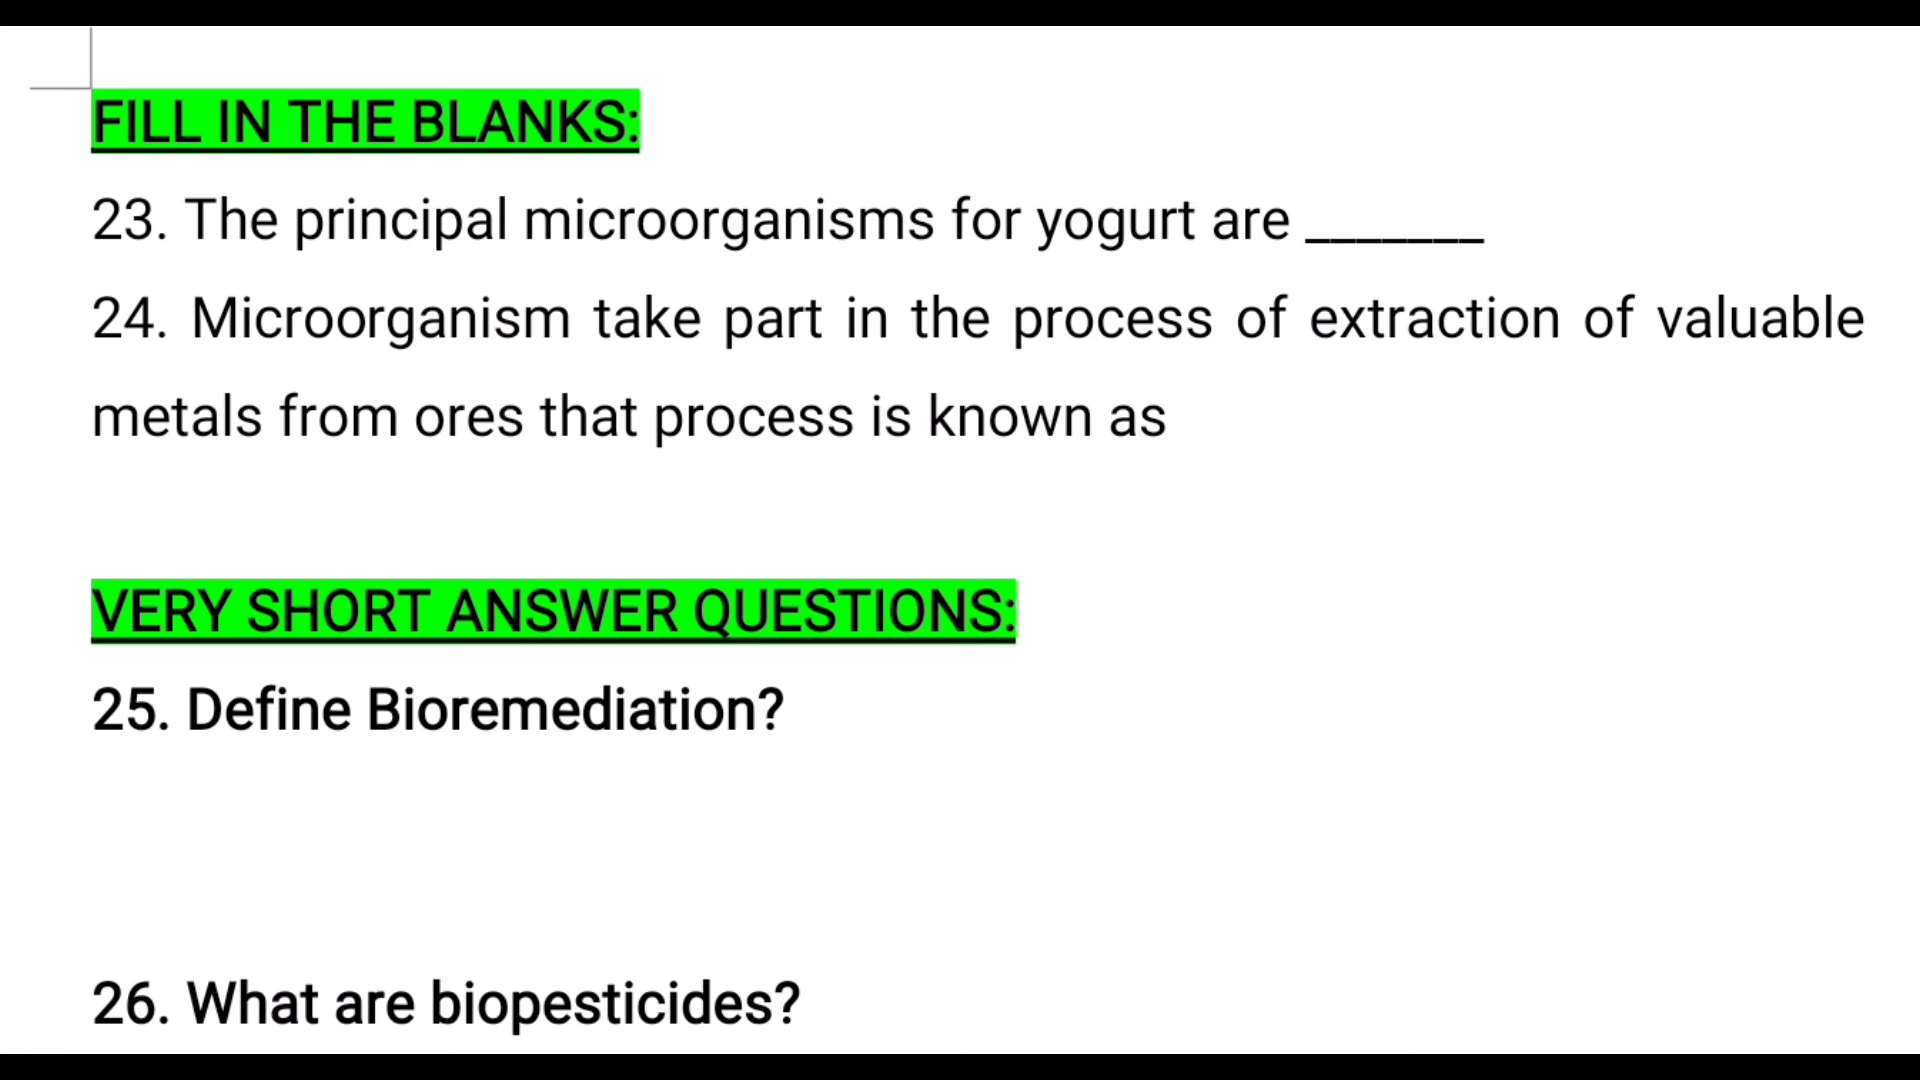 FILL IN THE BLANKS:
23. The principal microorganisms for yogurt are _______
24. Microorganism take part in the process of extraction of valuable
metals from ores that process is known as
VERY SHORT ANSWER QUESTIONS:
25. Define Bioremediation?
26. What are biopesticides?